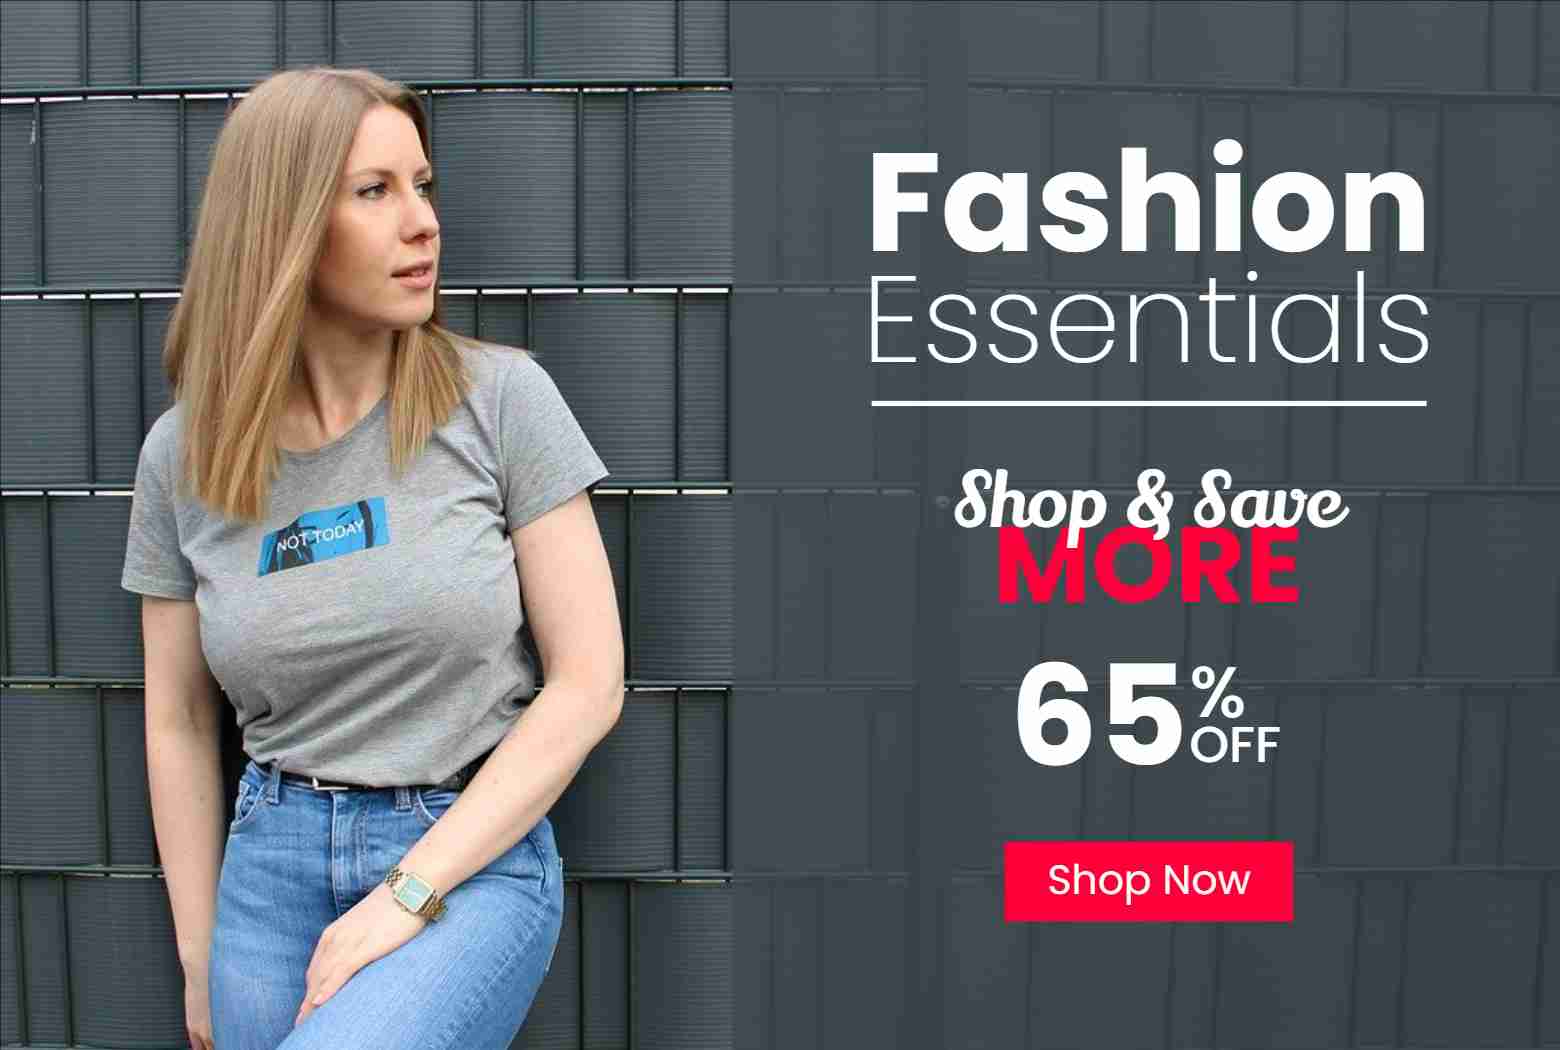 NOT TODAY
Fashion
Essentials
Shop & Save
MORE
65%
OFF
Shop Now